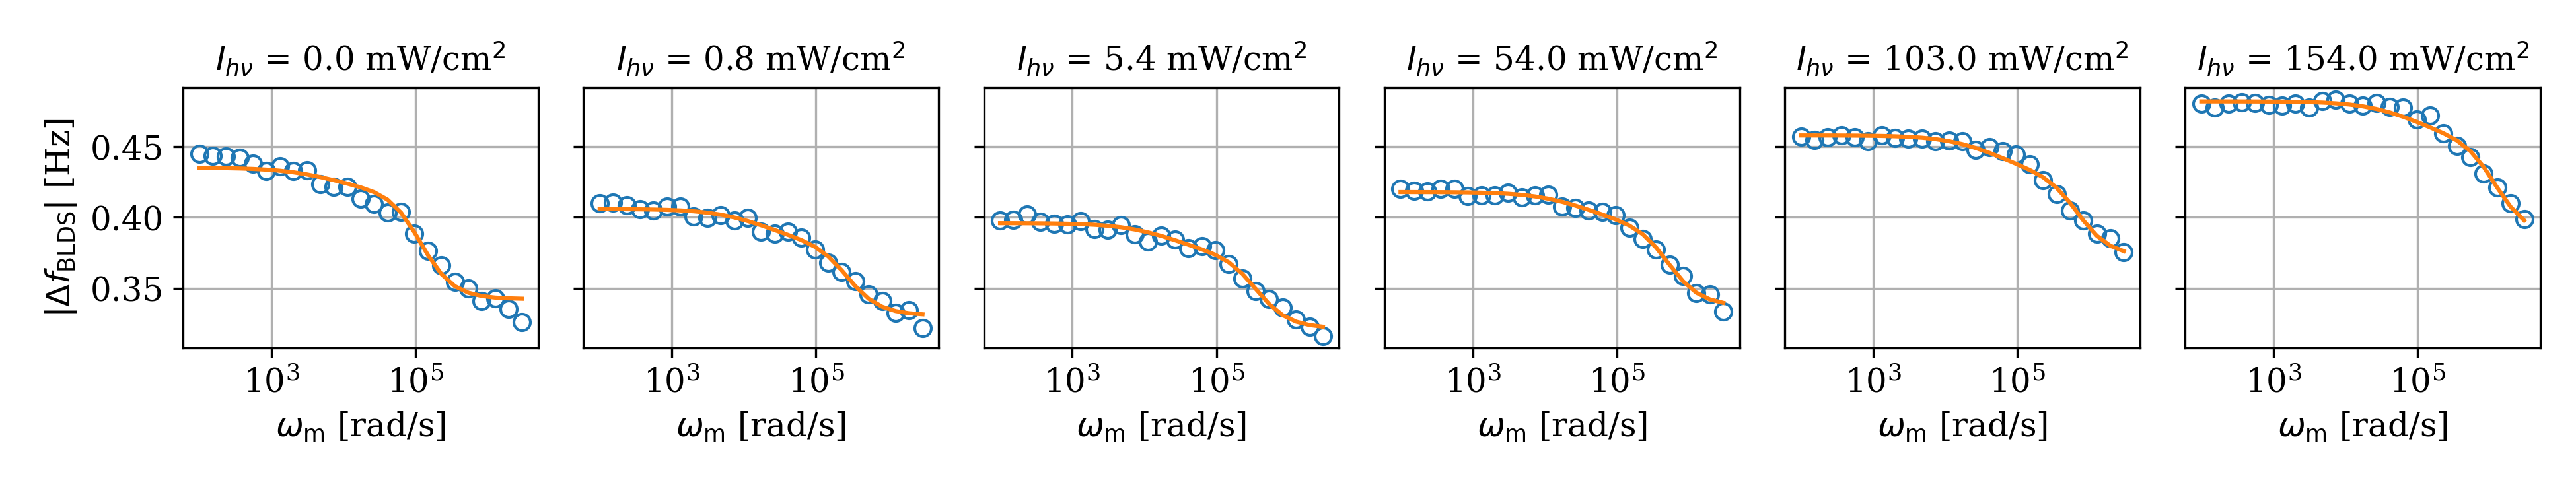 I_hν = 0.0 mW/cm²
I_hν = 0.8 mW/cm²
I_hν = 5.4 mW/cm²
I_hν = 54.0 mW/cm²
I_hν = 103.0 mW/cm²
I_hν = 154.0 mW/cm²
|Δf_BLDS| [Hz]
0.45
0.40
0.35
10³ 10⁵
10³ 10⁵
10³ 10⁵
10³ 10⁵
10³ 10⁵
10³ 10⁵
ω_m [rad/s]
ω_m [rad/s]
ω_m [rad/s]
ω_m [rad/s]
ω_m [rad/s]
ω_m [rad/s]